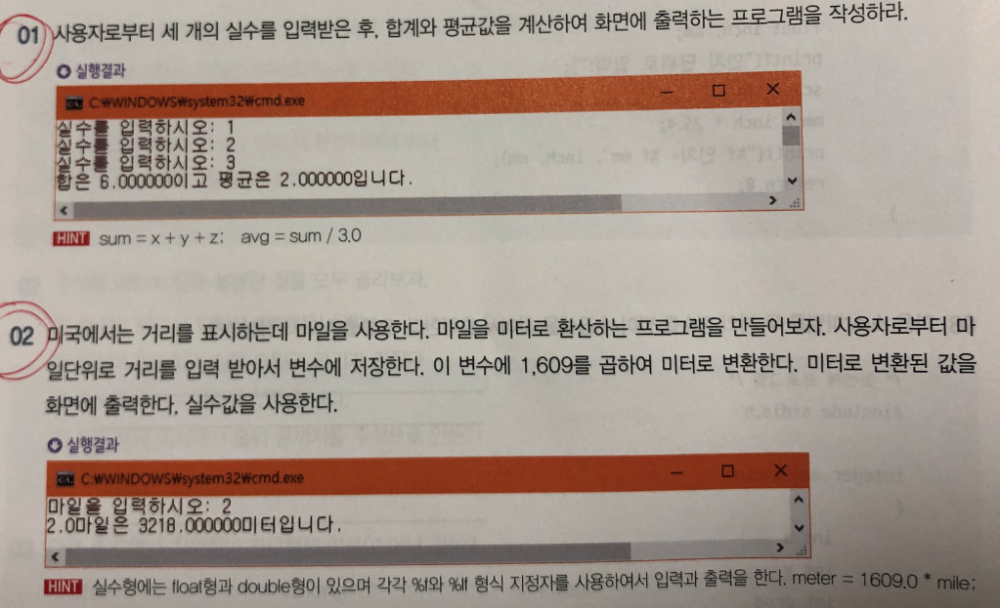 01 사용자로부터 세 개의 실수를 입력받은 후, 합계와 평균값을 계산하여 화면에 출력하는 프로그램을 작성하라.
실행결과
C:₩WINDOWS₩system32₩cmd.exe
실수를 입력하시오: 1
실수를 입력하시오: 2
실수를 입력하시오: 3
합은 6.000000이고 평균은 2.000000입니다.
HINT sum = x + y + z; avg = sum / 3.0
02 미국에서는 거리를 표시하는데 마일을 사용한다. 마일을 미터로 환산하는 프로그램을 만들어보자. 사용자로부터 마
일단위로 거리를 입력 받아서 변수에 저장한다. 이 변수에 1,609를 곱하여 미터로 변환한다. 미터로 변환된 값을
화면에 출력한다. 실수값을 사용한다.
실행결과
C:₩WINDOWS₩system32₩cmd.exe
마일을 입력하시오: 2
2.0마일은 3218.000000미터입니다.
HINT 실수형에는 float형과 double형이 있으며 각각 %f와 %lf 형식 지정자를 사용하여서 입력과 출력을 한다. meter = 1609.0 * mile;